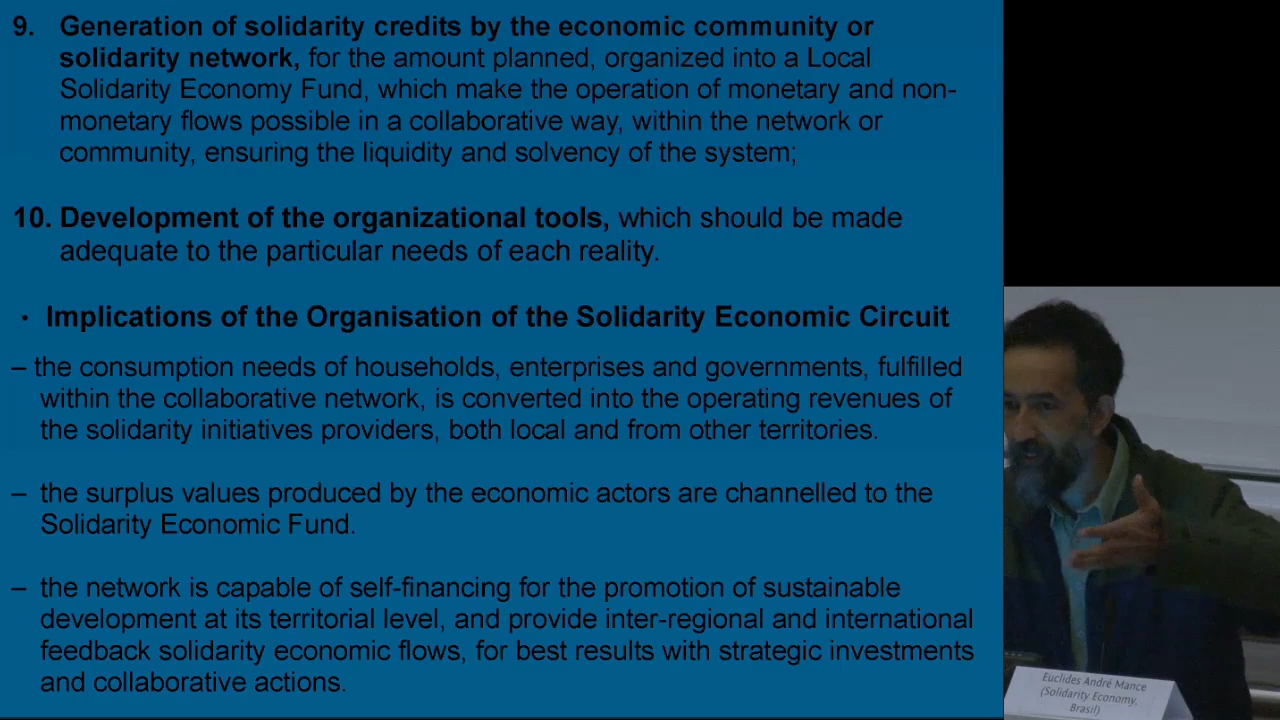 9. Generation of solidarity credits by the economic community or
solidarity network, for the amount planned, organized into a Local
Solidarity Economy Fund, which make the operation of monetary and non-
monetary flows possible in a collaborative way, within the network or
community, ensuring the liquidity and solvency of the system;
10. Development of the organizational tools, which should be made
adequate to the particular needs of each reality.
• Implications of the Organisation of the Solidarity Economic Circuit
– the consumption needs of households, enterprises and governments, fulfilled
within the collaborative network, is converted into the operating revenues of
the solidarity initiatives providers, both local and from other territories.
– the surplus values produced by the economic actors are channelled to the
Solidarity Economic Fund.
– the network is capable of self-financing for the promotion of sustainable
development at its territorial level, and provide inter-regional and international
feedback solidarity economic flows, for best results with strategic investments
and collaborative actions.
Euclides André Mance
(Solidarity Economy,
Brasil)